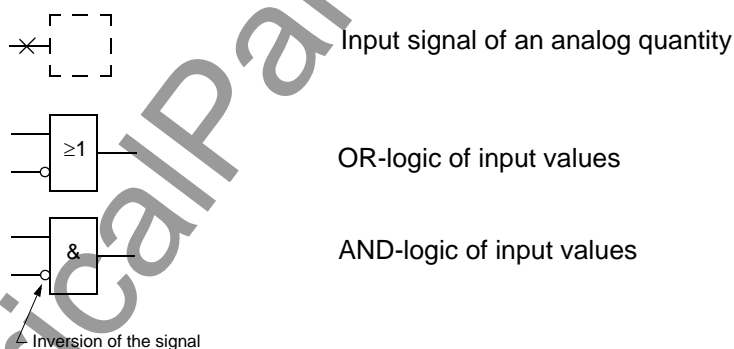 Input signal of an analog quantity
≥1
OR-logic of input values
&
AND-logic of input values
Inversion of the signal